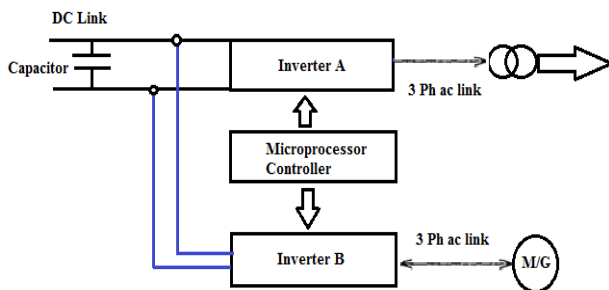 DC Link
Capacitor
Inverter A
3 Ph ac link
Microprocessor
Controller
3 Ph ac link
Inverter B
M/G